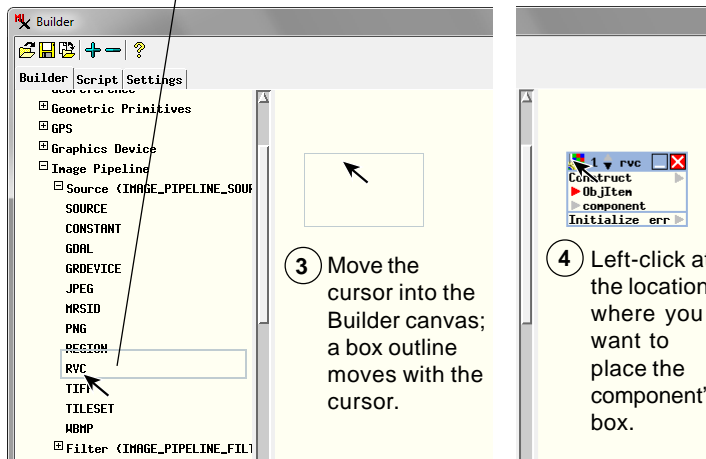 Builder
Builder Script Settings
Geometric Primitives
GPS
Graphics Device
Image Pipeline
Source (IMAGE_PIPELINE_SOUR
SOURCE
CONSTANT
GDAL
GRDEVICE
JPEG
MRSID
PNG
REGION
RVC
TIFF
TILESET
WBMP
Filter (IMAGE_PIPELINE_FILT
3 Move the
cursor into the
Builder canvas;
a box outline
moves with the
cursor.
1 rvc
Construct
ObjItem
component
Initialize err
4 Left-click at
the location
where you
want to
place the
component'
box.